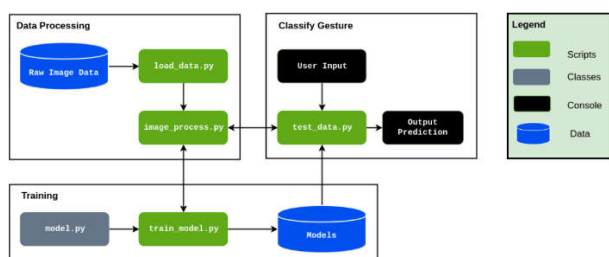 Data Processing
Raw Image Data
load_data.py
image_process.py
Classify Gesture
User Input
test_data.py
Output
Prediction
Training
model.py
train_model.py
Models
Legend
Scripts
Classes
Console
Data